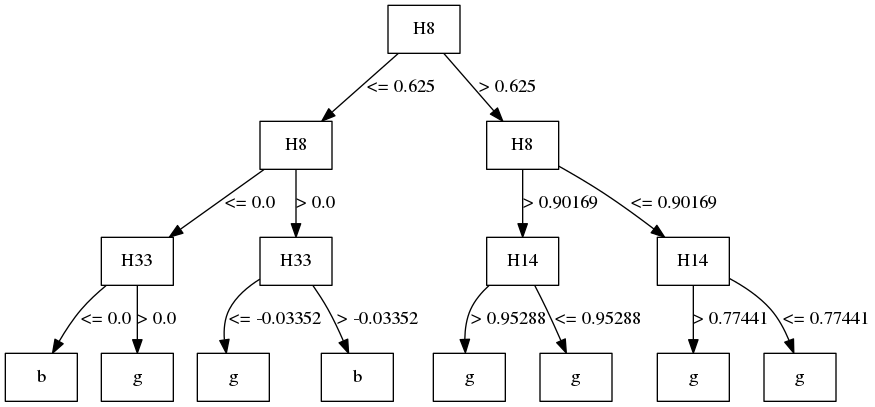 H8
<= 0.625
> 0.625
H8
H8
<= 0.0
> 0.0
> 0.90169
<= 0.90169
H33
H33
H14
H14
<= 0.0
> 0.0
<= -0.03352
> -0.03352
> 0.95288
<= 0.95288
> 0.77441
<= 0.77441
b
g
g
b
g
g
g
g